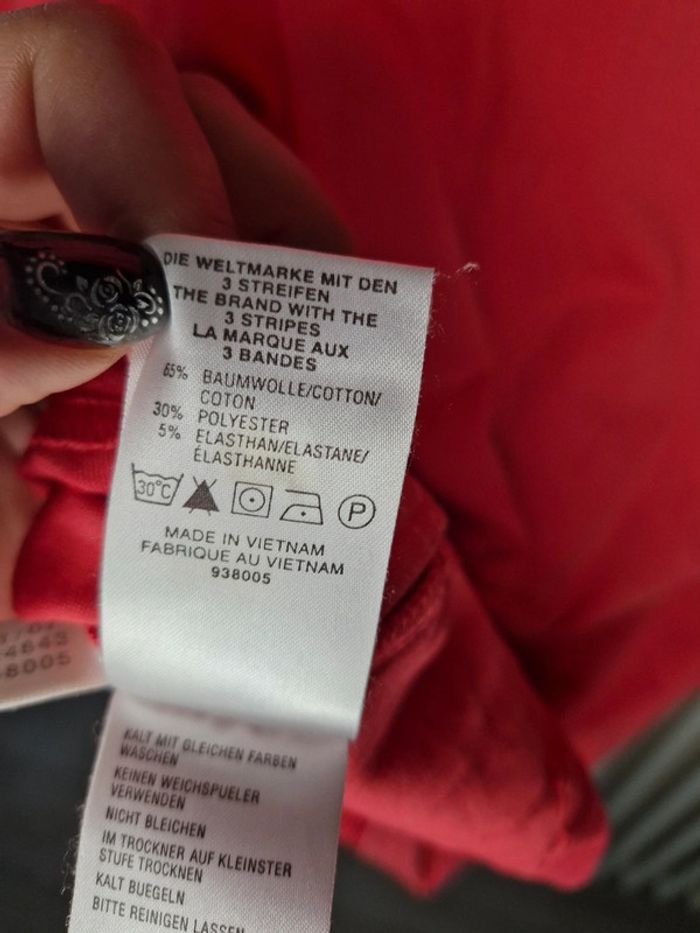 DIE WELTMARKE MIT DEN
3 STREIFEN
THE BRAND WITH THE
3 STRIPES
LA MARQUE AUX
3 BANDES
65% BAUMWOLLE/COTTON/
COTON
30% POLYESTER
5% ELASTHAN/ELASTANE/
ÉLASTHANNE
30°C P
MADE IN VIETNAM
FABRIQUE AU VIETNAM
938005
4643
8005
KALT MIT GLEICHEN FARBEN
WASCHEN
KEINEN WEICHSPUELER
VERWENDEN
NICHT BLEICHEN
IM TROCKNER AUF KLEINSTER
STUFE TROCKNEN
KALT BUEGELN
BITTE REINIGEN LASSEN